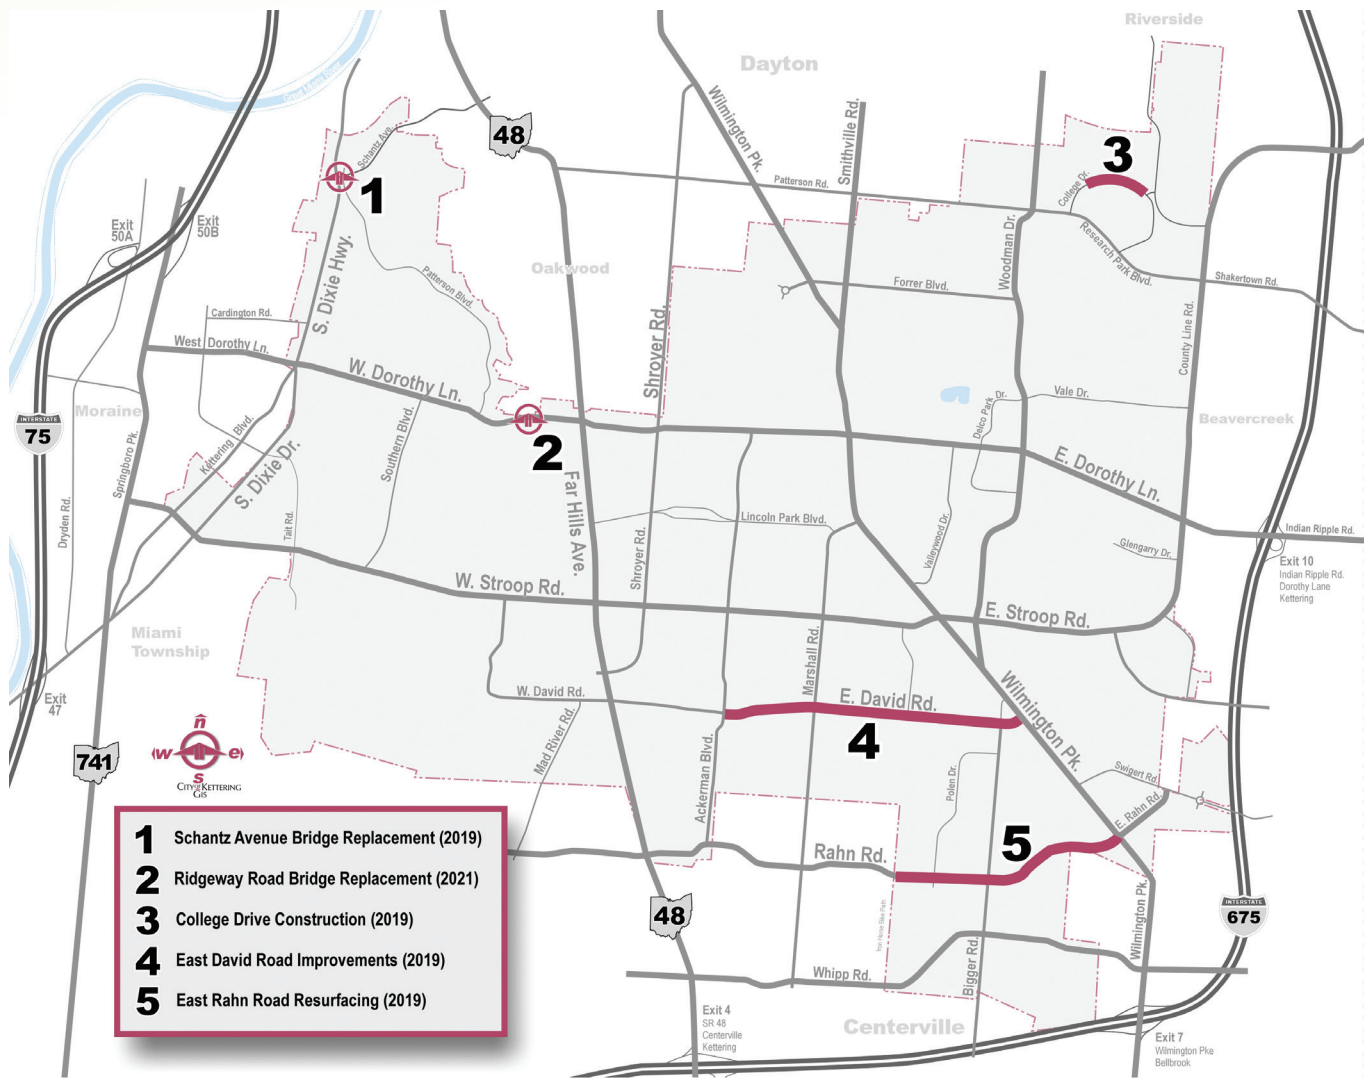 Riverside
Dayton
Great Miami River
48
Schantz Ave.
Wilmington Pk.
Smithville Rd.
3
1
Patterson Rd.
College Dr.
Exit
50A
Exit
50B
S. Dixie Hwy.
Patterson Blvd.
Oakwood
Woodman Dr.
Research Park Blvd.
Shakertown Rd.
Forrer Blvd.
Cardington Rd.
Shroyer Rd.
County Line Rd.
West Dorothy Ln.
W. Dorothy Ln.
Vale Dr.
Delco Park Dr.
Moraine
Beavercreek
INTERSTATE
75
Kettering Blvd.
Springboro Pk.
S. Dixie Dr.
Southern Blvd.
2
Far Hills Ave.
E. Dorothy Ln.
Dryden Rd.
Tait Rd.
Lincoln Park Blvd.
Valleywood Dr.
Indian Ripple Rd.
Glengarry Dr.
Exit 10
Indian Ripple Rd.
Dorothy Lane
Kettering
Shroyer Rd.
W. Stroop Rd.
E. Stroop Rd.
Miami
Township
Marshall Rd.
Exit
47
W. David Rd.
E. David Rd.
Wilmington Pk.
4
Mad River Rd.
Ackerman Blvd.
n
w e
s
CITY OF KETTERING
GIS
741
Polen Dr.
Swigert Rd.
E. Rahn Rd.
5
Rahn Rd.
1 Schantz Avenue Bridge Replacement (2019)
2 Ridgeway Road Bridge Replacement (2021)
3 College Drive Construction (2019)
4 East David Road Improvements (2019)
5 East Rahn Road Resurfacing (2019)
48
Iron Horse Bike Path
Wilmington Pk.
INTERSTATE
675
Whipp Rd.
Bigger Rd.
Centerville
Exit 4
SR 48
Centerville
Kettering
Exit 7
Wilmington Pke
Bellbrook